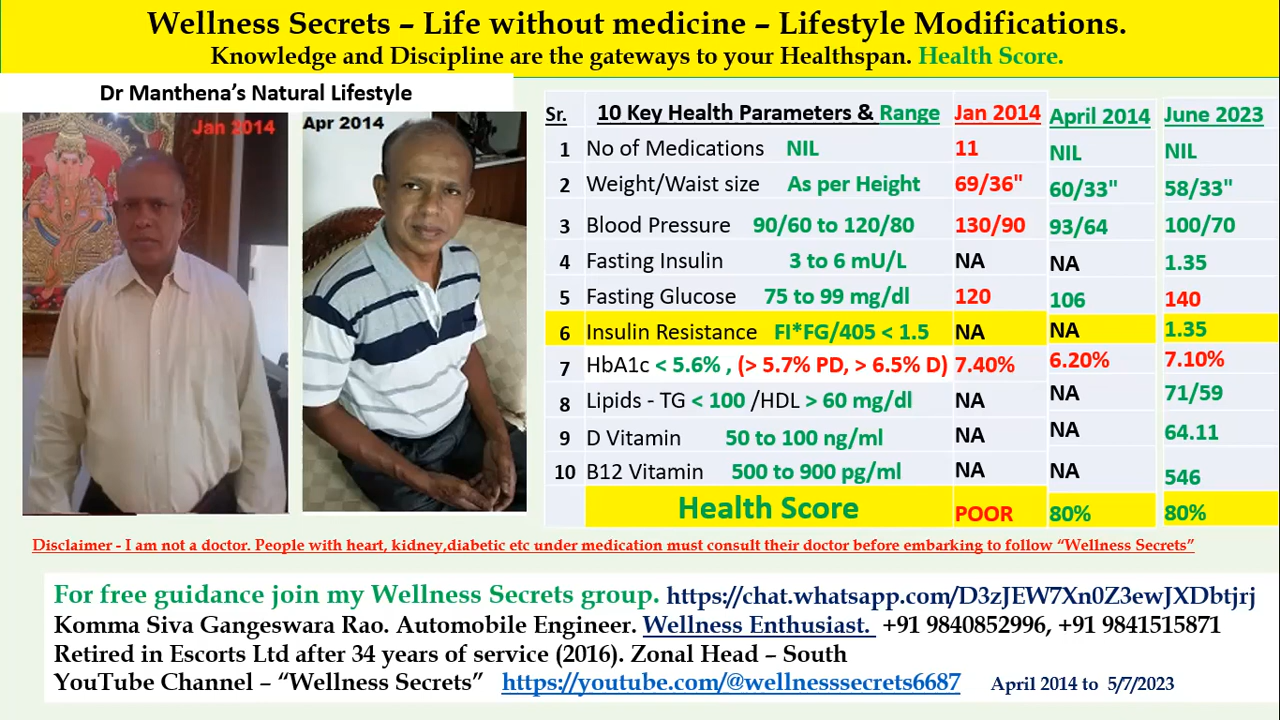 Wellness Secrets – Life without medicine – Lifestyle Modifications.
Knowledge and Discipline are the gateways to your Healthspan. Health Score.
Dr Manthena's Natural Lifestyle
Jan 2014
Apr 2014
Sr. 10 Key Health Parameters & Range Jan 2014 April 2014 June 2023
1 No of Medications NIL 11 NIL NIL
2 Weight/Waist size As per Height 69/36" 60/33" 58/33"
3 Blood Pressure 90/60 to 120/80 130/90 93/64 100/70
4 Fasting Insulin 3 to 6 mU/L NA NA 1.35
5 Fasting Glucose 75 to 99 mg/dl 120 106 140
6 Insulin Resistance FI*FG/405 < 1.5 NA NA 1.35
7 HbA1c < 5.6% , (> 5.7% PD, > 6.5% D) 7.40% 6.20% 7.10%
8 Lipids - TG < 100 /HDL > 60 mg/dl NA NA 71/59
9 D Vitamin 50 to 100 ng/ml NA NA 64.11
10 B12 Vitamin 500 to 900 pg/ml NA NA 546
Health Score POOR 80% 80%
Disclaimer - I am not a doctor. People with heart, kidney,diabetic etc under medication must consult their doctor before embarking to follow “Wellness Secrets”
For free guidance join my Wellness Secrets group. https://chat.whatsapp.com/D3zJEW7Xn0Z3ewJXDbtjrj
Komma Siva Gangeswara Rao. Automobile Engineer. Wellness Enthusiast. +91 9840852996, +91 9841515871
Retired in Escorts Ltd after 34 years of service (2016). Zonal Head – South
YouTube Channel – “Wellness Secrets” https://youtube.com/@wellnesssecrets6687 April 2014 to 5/7/2023